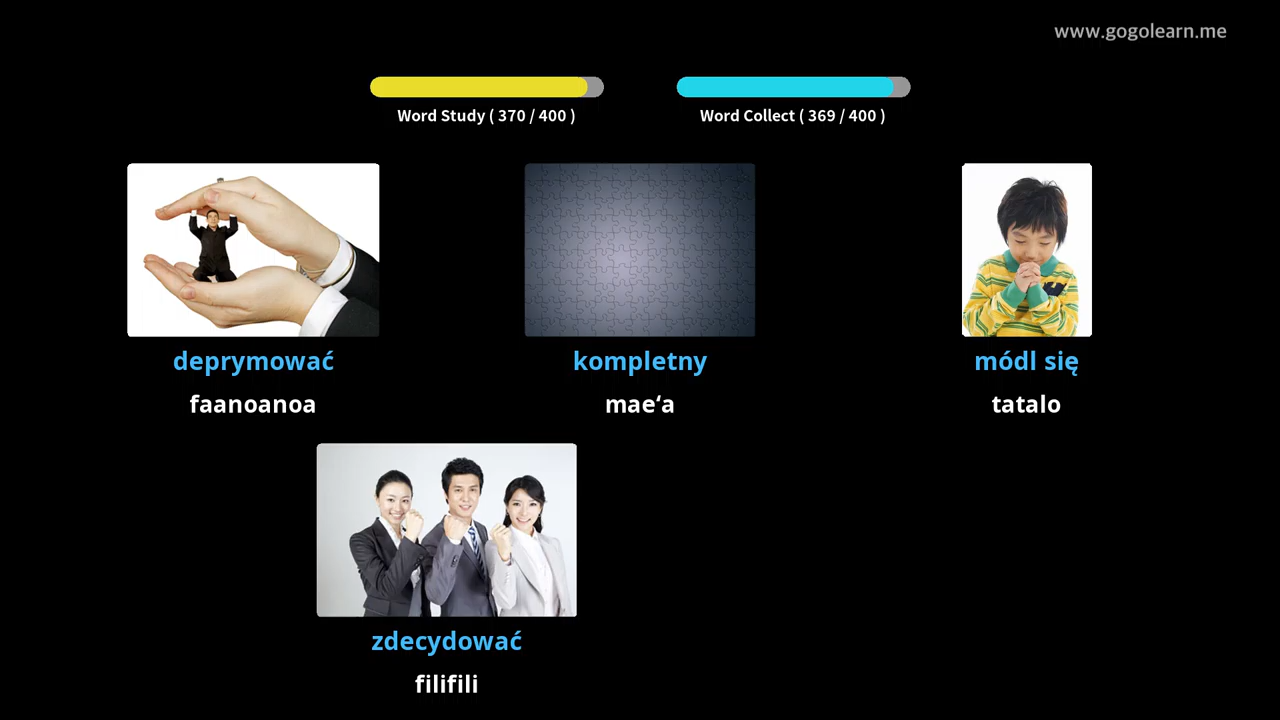 www.gogolearn.me
Word Study ( 370 / 400 )
Word Collect ( 369 / 400 )
deprymować
kompletny
módl się
faanoanoa
maeʻa
tatalo
zdecydować
filifili